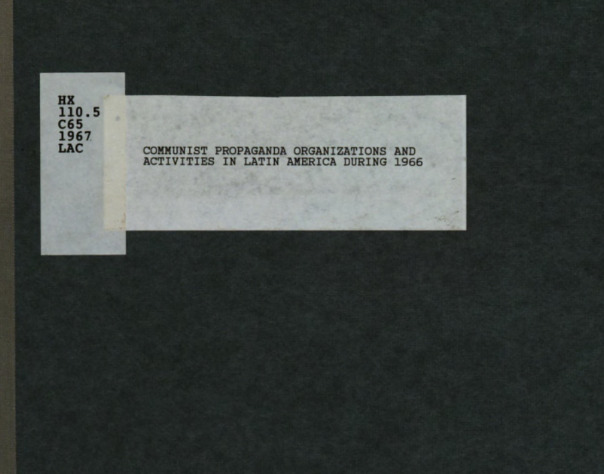 HX
110.5
C65
1967
LAC
COMMUNIST PROPAGANDA ORGANIZATIONS AND
ACTIVITIES IN LATIN AMERICA DURING 1966